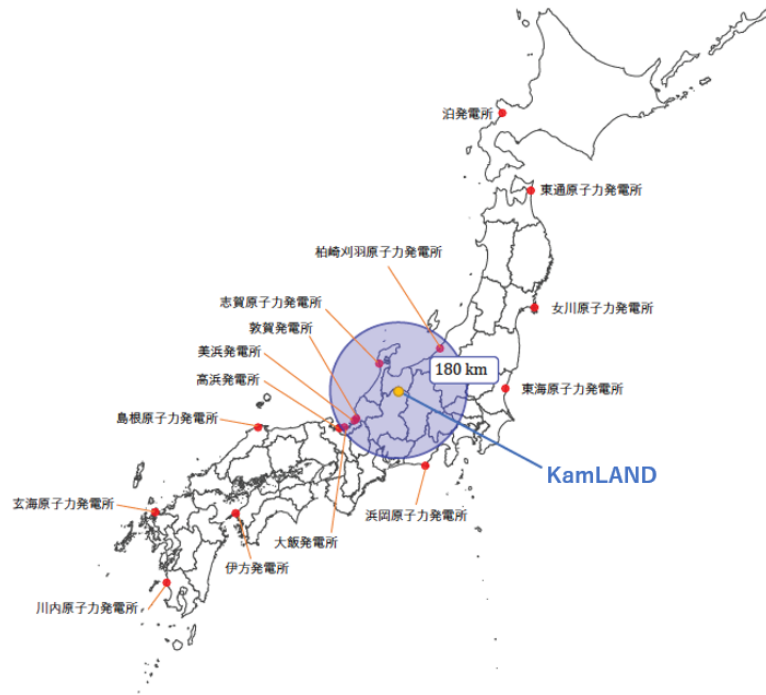 泊発電所
東通原子力発電所
柏崎刈羽原子力発電所
志賀原子力発電所
女川原子力発電所
敦賀発電所
美浜発電所
180 km
高浜発電所
東海原子力発電所
島根原子力発電所
KamLAND
玄海原子力発電所
浜岡原子力発電所
大飯発電所
伊方発電所
川内原子力発電所